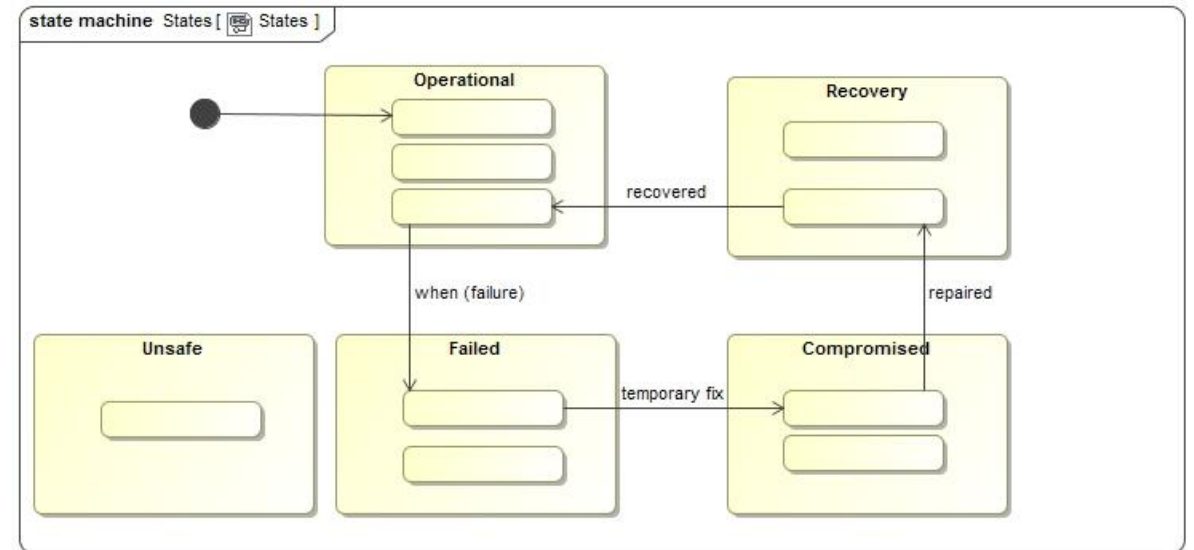 state machine States [ States ]
Operational
Recovery
recovered
when (failure)
repaired
Unsafe
Failed
Compromised
temporary fix